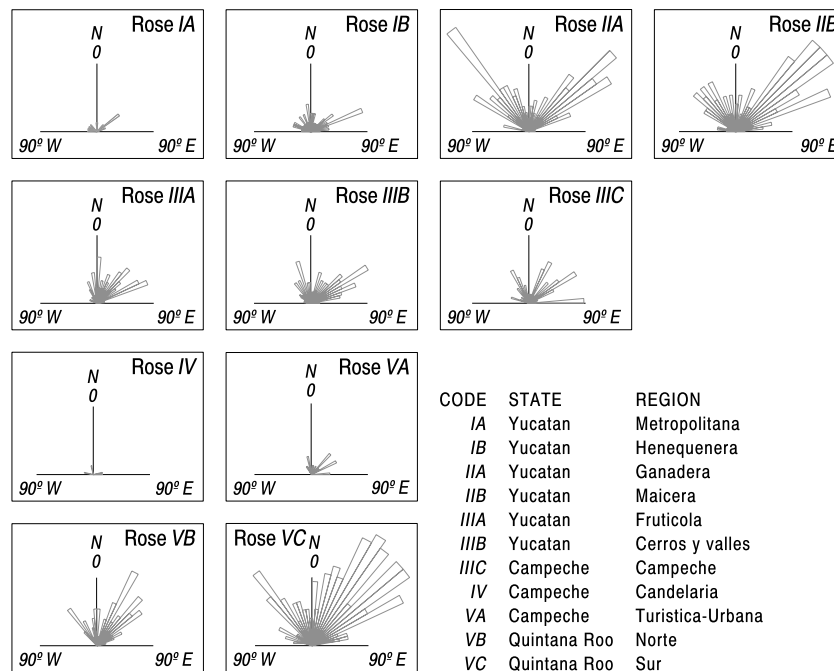 Rose IA
N
0
90º W
90º E
Rose IB
N
0
90º W
90º E
Rose IIA
N
0
90º W
90º E
Rose IIB
N
0
90º W
90º E
Rose IIIA
N
0
90º W
90º E
Rose IIIB
N
0
90º W
90º E
Rose IIIC
N
0
90º W
90º E
Rose IV
N
0
90º W
90º E
Rose VA
N
0
90º W
90º E
Rose VB
N
0
90º W
90º E
Rose VC
N
0
90º W
90º E
CODE STATE REGION
IA Yucatan Metropolitana
IB Yucatan Henequenera
IIA Yucatan Ganadera
IIB Yucatan Maicera
IIIA Yucatan Fruticola
IIIB Yucatan Cerros y valles
IIIC Campeche Campeche
IV Campeche Candelaria
VA Campeche Turistica-Urbana
VB Quintana Roo Norte
VC Quintana Roo Sur